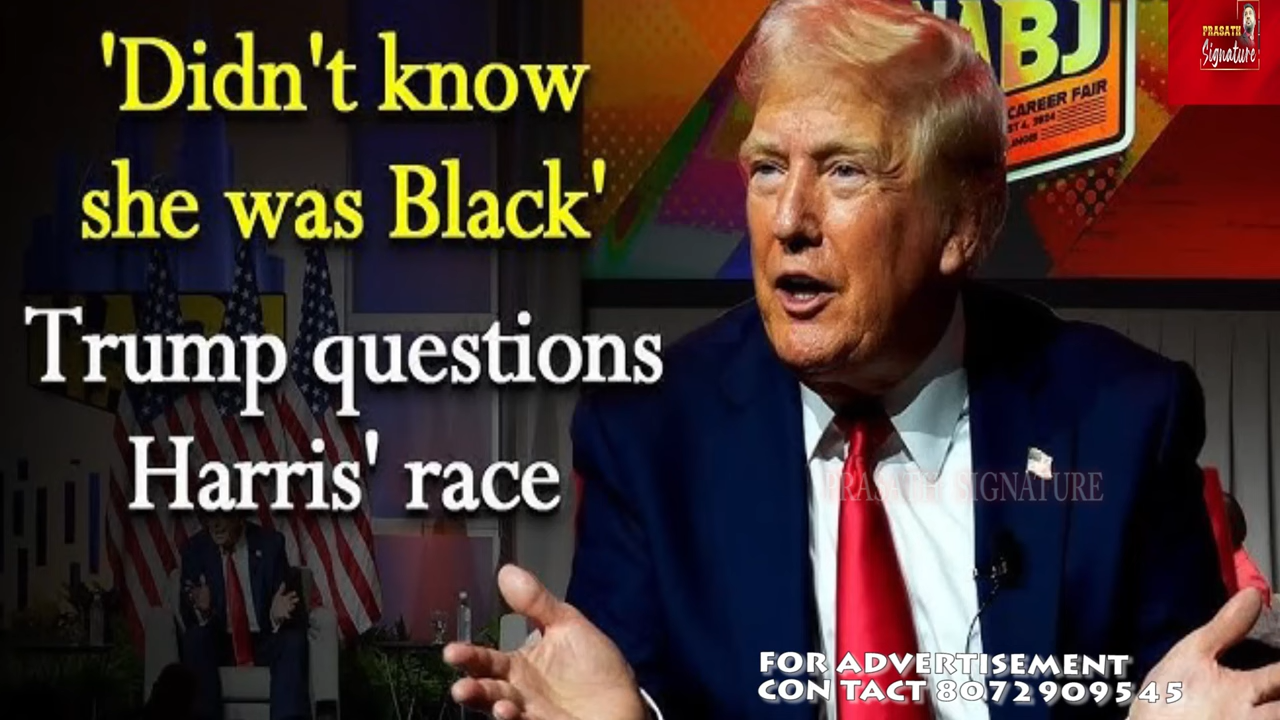 'Didn't know
she was Black'
Trump questions
Harris' race
ABJ
CAREER FAIR
PRASATH
Signature
PRASATH SIGNATURE
FOR ADVERTISEMENT
CON TACT 8072909545